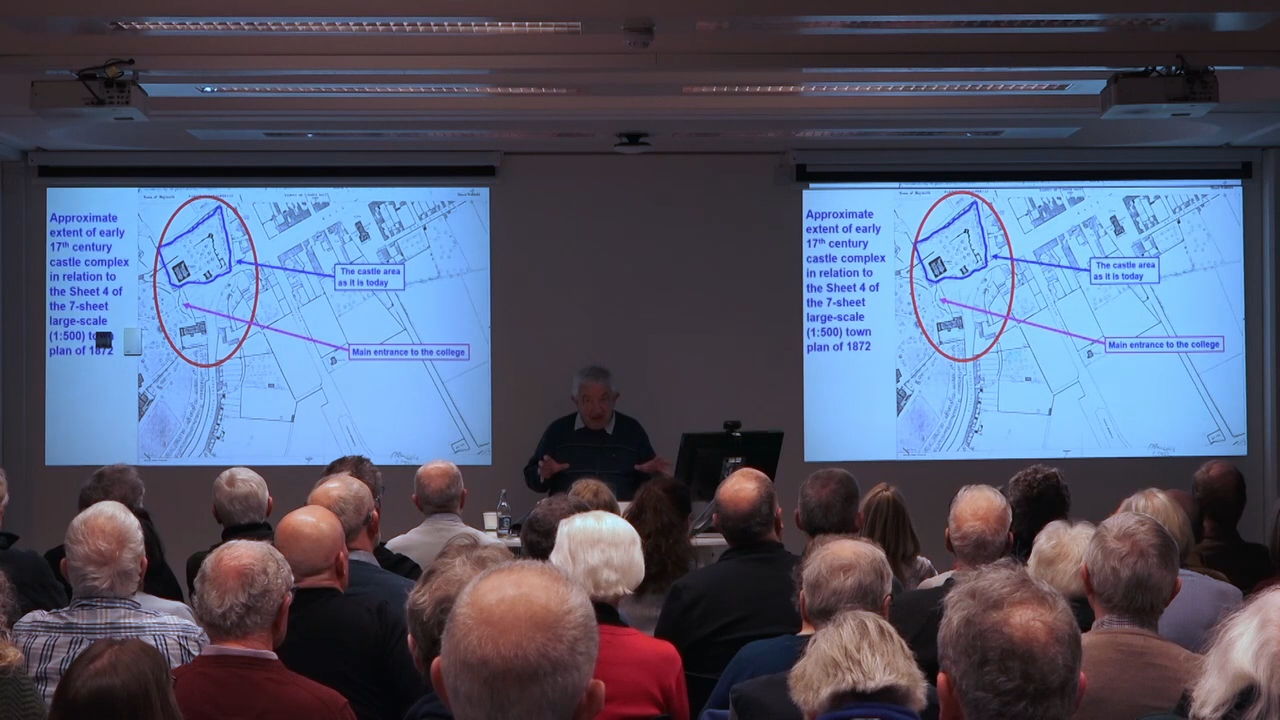 Approximate
extent of early
17th century
castle complex
in relation to
the Sheet 4 of
the 7-sheet
large-scale
(1:500) town
plan of 1872
The castle area
as it is today
Main entrance to the college
Approximate
extent of early
17th century
castle complex
in relation to
the Sheet 4 of
the 7-sheet
large-scale
(1:500) town
plan of 1872
The castle area
as it is today
Main entrance to the college